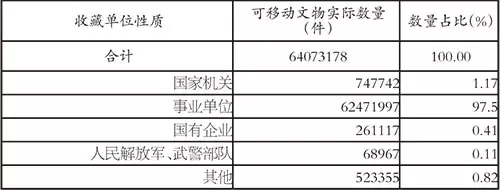 收藏单位性质 可移动文物实际数量（件） 数量占比(%)
合计 64073178 100.00
国家机关 747742 1.17
事业单位 62471997 97.5
国有企业 261117 0.41
人民解放军、武警部队 68967 0.11
其他 523355 0.82